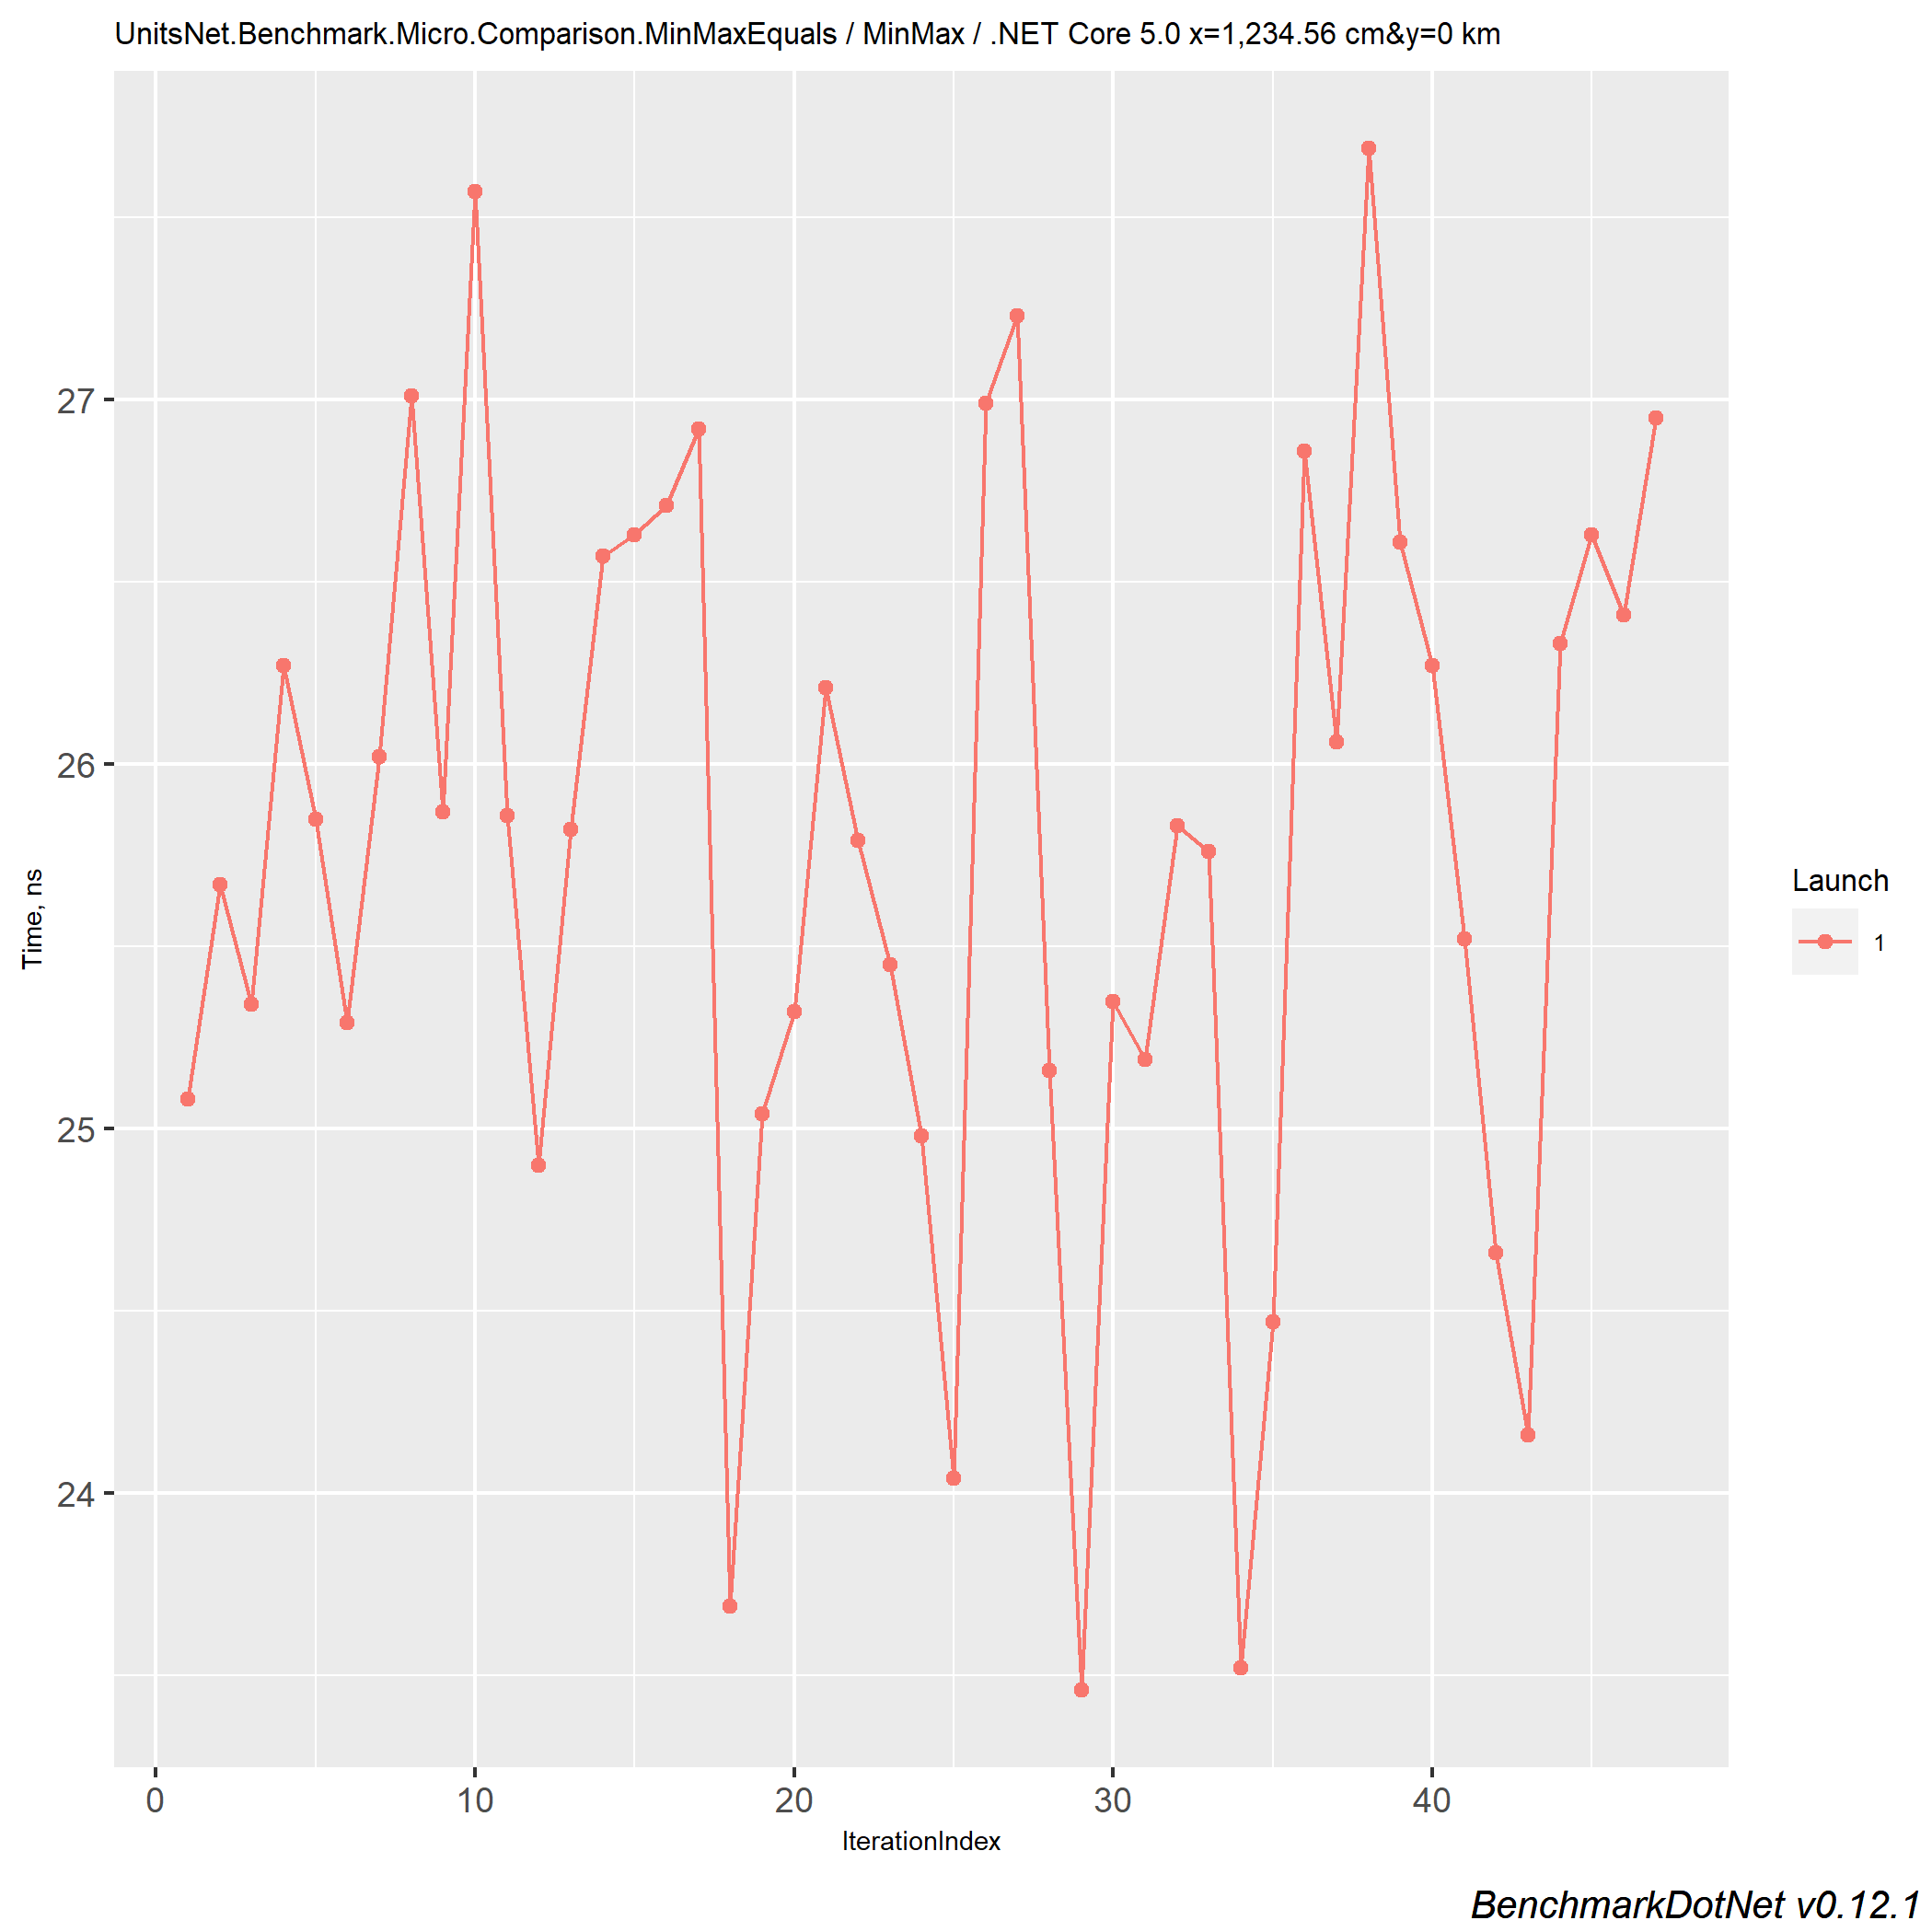 UnitsNet.Benchmark.Micro.Comparison.MinMaxEquals / MinMax / .NET Core 5.0 x=1,234.56 cm&y=0 km
27
26
25
24
Time, ns
0 10 20 30 40
IterationIndex
Launch
1
BenchmarkDotNet v0.12.1